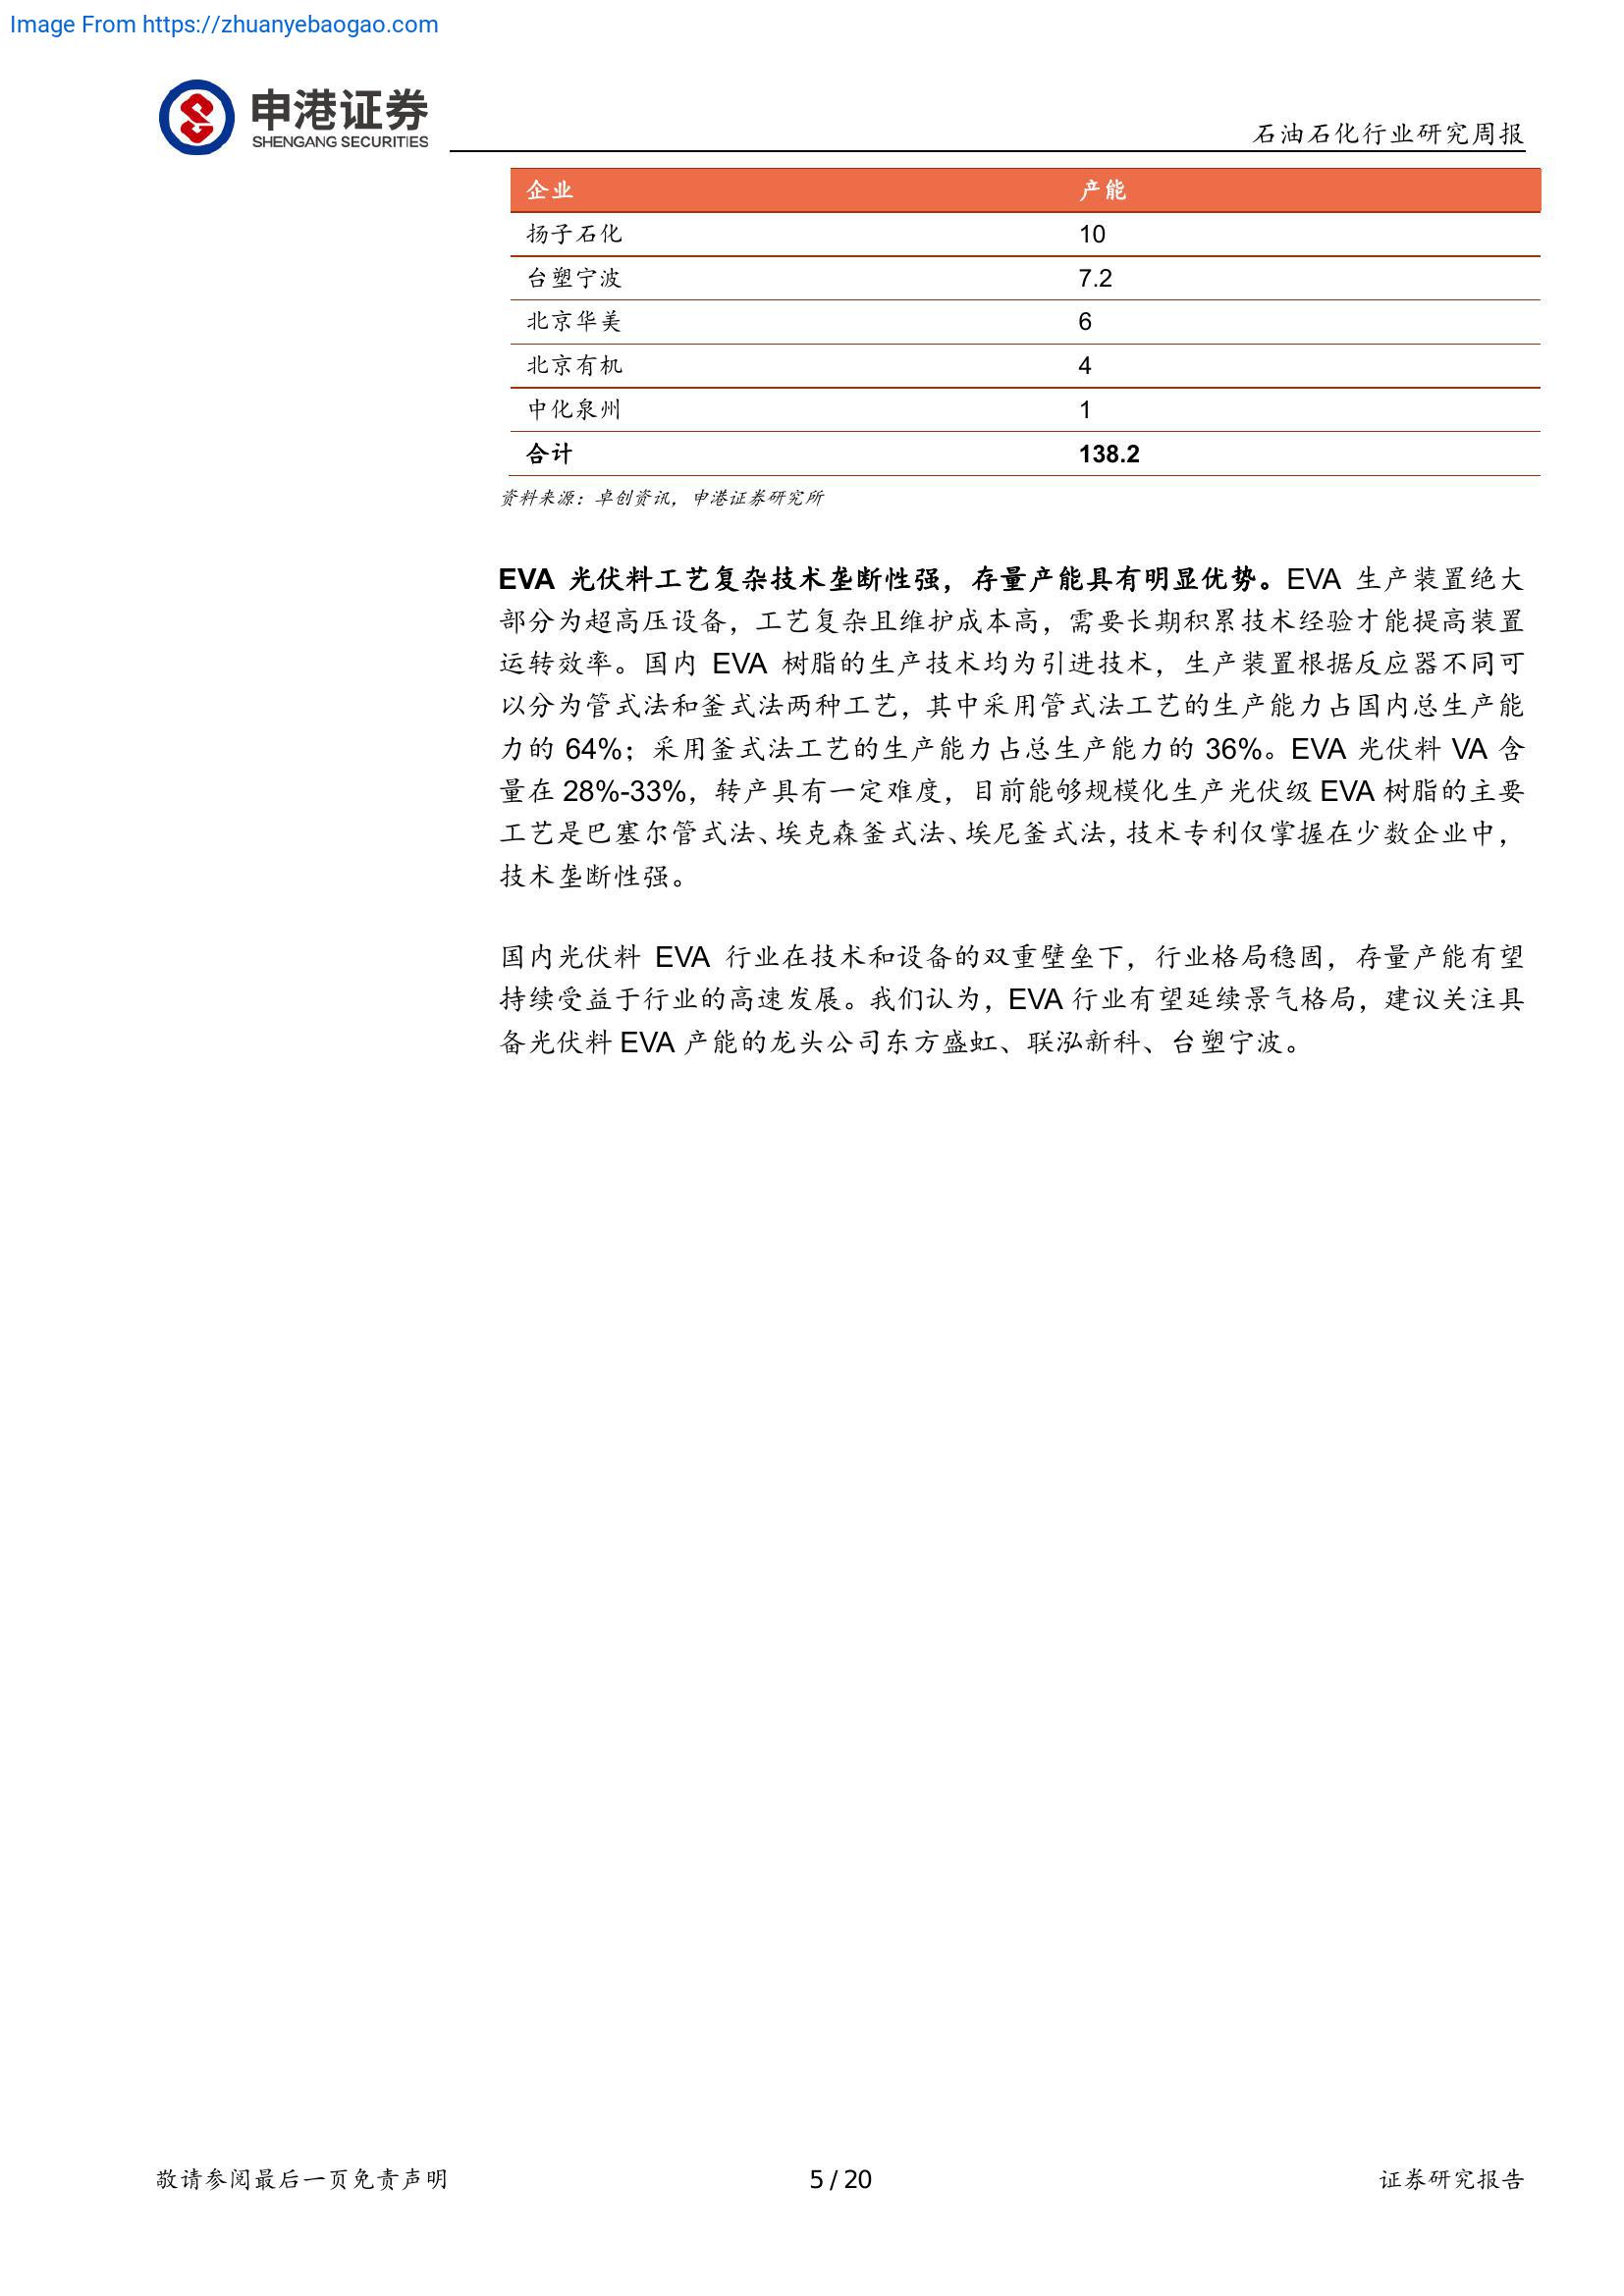 Image From https://zhuanyebaogao.com
申港证券
SHENGANG SECURITIES
石油石化行业研究周报
企业 产能
扬子石化 10
台塑宁波 7.2
北京华美 6
北京有机 4
中化泉州 1
合计 138.2
资料来源：卓创资讯，申港证券研究所
EVA 光伏料工艺复杂技术垄断性强，存量产能具有明显优势。EVA 生产装置绝大
部分为超高压设备，工艺复杂且维护成本高，需要长期积累技术经验才能提高装置
运转效率。国内 EVA 树脂的生产技术均为引进技术，生产装置根据反应器不同可
以分为管式法和釜式法两种工艺，其中采用管式法工艺的生产能力占国内总生产能
力的 64%；采用釜式法工艺的生产能力占总生产能力的 36%。EVA 光伏料 VA 含
量在 28%-33%，转产具有一定难度，目前能够规模化生产光伏级 EVA 树脂的主要
工艺是巴塞尔管式法、埃克森釜式法、埃尼釜式法，技术专利仅掌握在少数企业中，
技术垄断性强。
国内光伏料 EVA 行业在技术和设备的双重壁垒下，行业格局稳固，存量产能有望
持续受益于行业的高速发展。我们认为，EVA 行业有望延续景气格局，建议关注具
备光伏料 EVA 产能的龙头公司东方盛虹、联泓新科、台塑宁波。
敬请参阅最后一页免责声明 5 / 20 证券研究报告